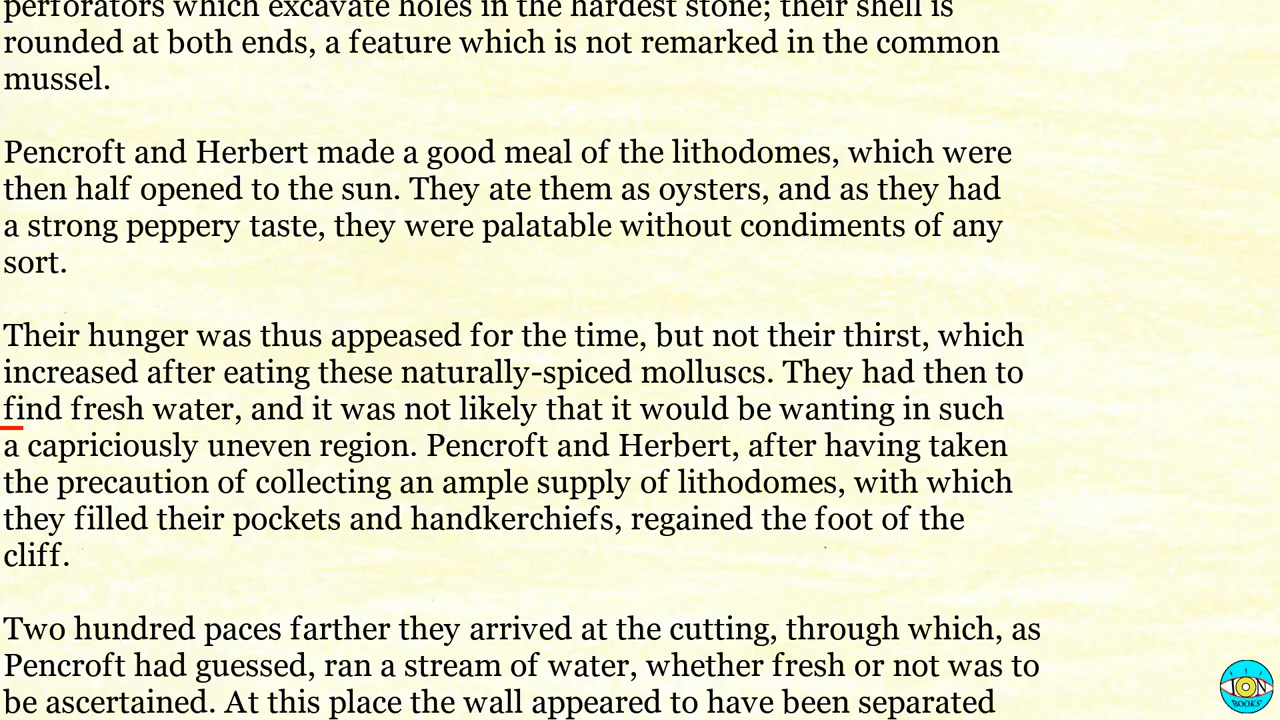 perforators which excavate holes in the hardest stone; their shell is
rounded at both ends, a feature which is not remarked in the common
mussel.
Pencroft and Herbert made a good meal of the lithodomes, which were
then half opened to the sun. They ate them as oysters, and as they had
a strong peppery taste, they were palatable without condiments of any
sort.
Their hunger was thus appeased for the time, but not their thirst, which
increased after eating these naturally-spiced molluscs. They had then to
find fresh water, and it was not likely that it would be wanting in such
a capriciously uneven region. Pencroft and Herbert, after having taken
the precaution of collecting an ample supply of lithodomes, with which
they filled their pockets and handkerchiefs, regained the foot of the
cliff.
Two hundred paces farther they arrived at the cutting, through which, as
Pencroft had guessed, ran a stream of water, whether fresh or not was to
be ascertained. At this place the wall appeared to have been separated
ION
BOOKS